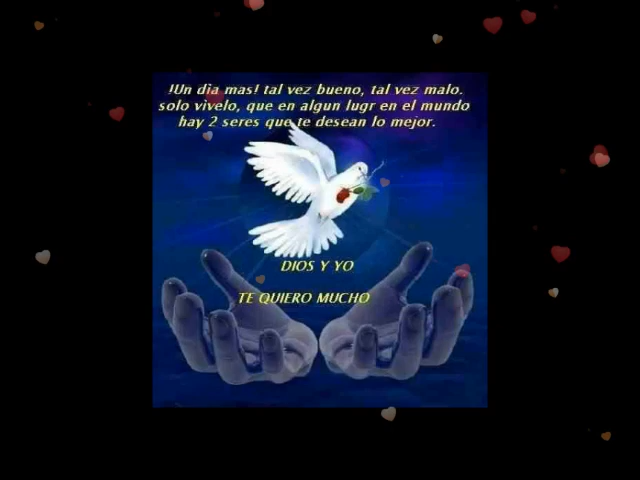 !Un dia mas! tal vez bueno, tal vez malo.
solo vivelo, que en algun lugr en el mundo
hay 2 seres que te desean lo mejor.
DIOS Y YO
TE QUIERO MUCHO